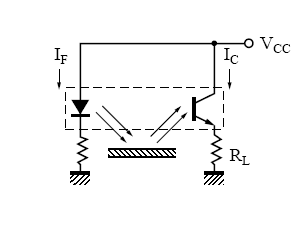 V_CC
I_F
I_C
R_L